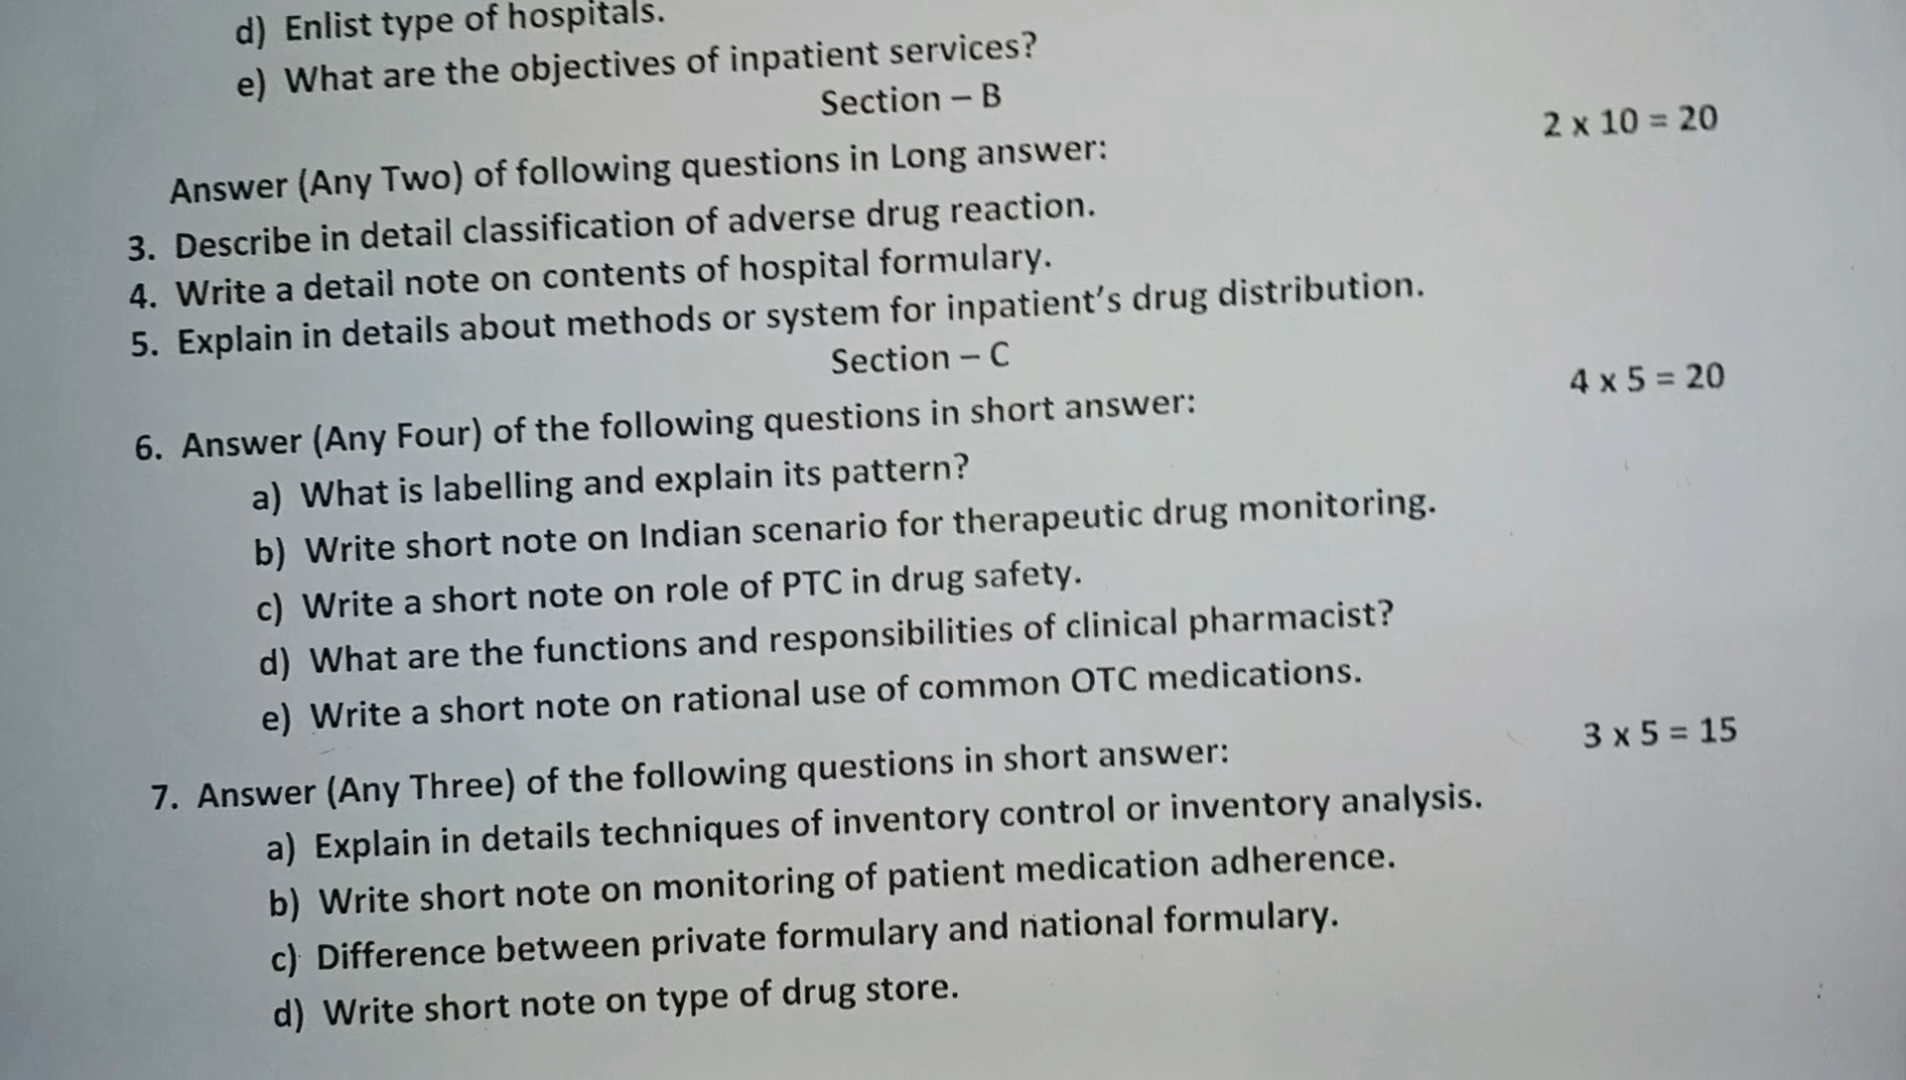 d) Enlist type of hospitals.
e) What are the objectives of inpatient services?
Section – B
2 x 10 = 20
Answer (Any Two) of following questions in Long answer:
3. Describe in detail classification of adverse drug reaction.
4. Write a detail note on contents of hospital formulary.
5. Explain in details about methods or system for inpatient's drug distribution.
Section – C
4 x 5 = 20
6. Answer (Any Four) of the following questions in short answer:
a) What is labelling and explain its pattern?
b) Write short note on Indian scenario for therapeutic drug monitoring.
c) Write a short note on role of PTC in drug safety.
d) What are the functions and responsibilities of clinical pharmacist?
e) Write a short note on rational use of common OTC medications.
3 x 5 = 15
7. Answer (Any Three) of the following questions in short answer:
a) Explain in details techniques of inventory control or inventory analysis.
b) Write short note on monitoring of patient medication adherence.
c) Difference between private formulary and national formulary.
d) Write short note on type of drug store.